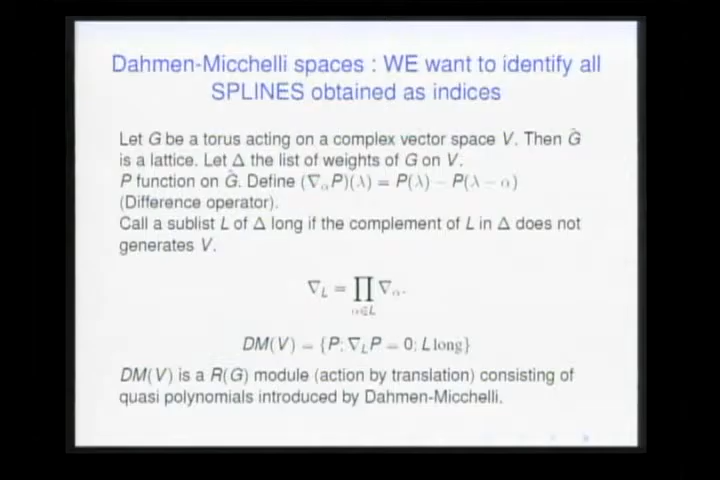 Dahmen-Micchelli spaces : WE want to identify all
SPLINES obtained as indices
Let G be a torus acting on a complex vector space V. Then Ĝ
is a lattice. Let Δ the list of weights of G on V.
P function on Ĝ. Define (∇_α P)(λ) = P(λ) − P(λ − α)
(Difference operator).
Call a sublist L of Δ long if the complement of L in Δ does not
generates V.
∇_L = ∏_{α∈L} ∇_α.
DM(V) = {P; ∇_L P = 0; L long}
DM(V) is a R(G) module (action by translation) consisting of
quasi polynomials introduced by Dahmen-Micchelli.